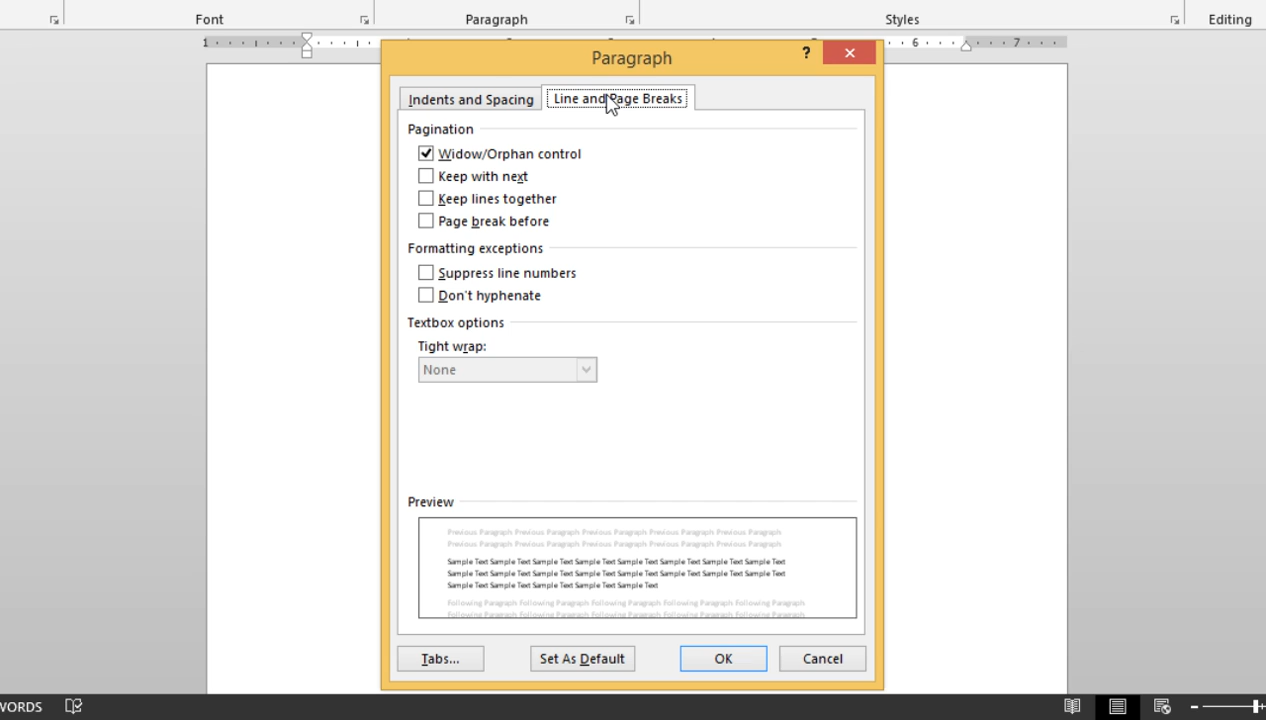 Font Paragraph Styles Editing
1 6 7
Paragraph ?
Indents and Spacing Line and Page Breaks
Pagination
Widow/Orphan control
Keep with next
Keep lines together
Page break before
Formatting exceptions
Suppress line numbers
Don't hyphenate
Textbox options
Tight wrap:
None
Preview
Previous Paragraph Previous Paragraph Previous Paragraph Previous Paragraph Previous Paragraph
Previous Paragraph Previous Paragraph Previous Paragraph Previous Paragraph Previous Paragraph
Sample Text Sample Text Sample Text Sample Text Sample Text Sample Text Sample Text Sample Text
Sample Text Sample Text Sample Text Sample Text Sample Text Sample Text Sample Text Sample Text
Sample Text Sample Text Sample Text Sample Text Sample Text
Following Paragraph Following Paragraph Following Paragraph Following Paragraph Following Paragraph
Following Paragraph Following Paragraph Following Paragraph Following Paragraph Following Paragraph
Tabs... Set As Default OK Cancel
WORDS